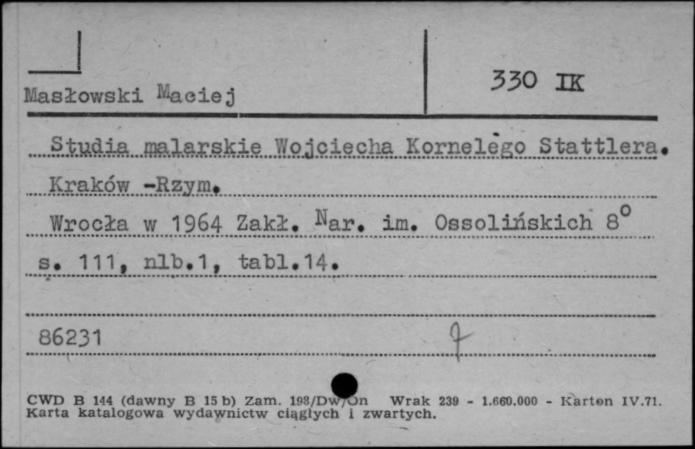 330 IK
Masłowski Maciej
Studia malarskie Wojciecha Kornelego Stattlera.
Kraków -Rzym.
Wrocła w 1964 Zakł. Nar. im. Ossolińskich 8°
s. 111, nlb.1, tabl.14.
86231
CWD B 144 (dawny B 15 b) Zam. 198/Dw/On Wrak 239 - 1.660.000 - Karton IV.71.
Karta katalogowa wydawnictw ciągłych i zwartych.